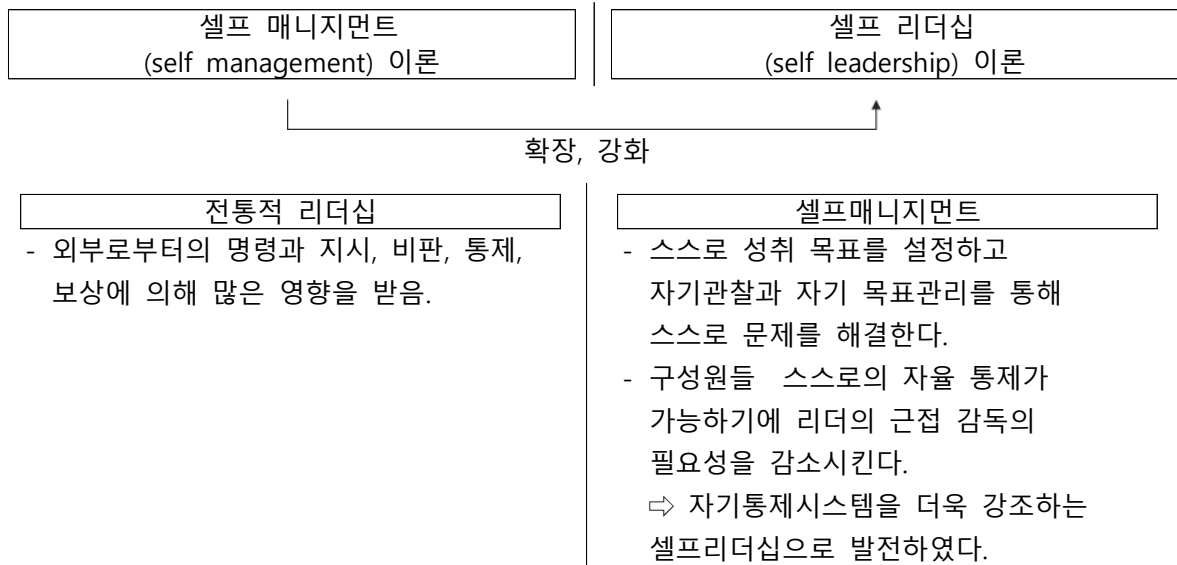 셀프 매니지먼트
(self management) 이론
셀프 리더십
(self leadership) 이론
확장, 강화
전통적 리더십
- 외부로부터의 명령과 지시, 비판, 통제,
보상에 의해 많은 영향을 받음.
셀프매니지먼트
- 스스로 성취 목표를 설정하고
자기관찰과 자기 목표관리를 통해
스스로 문제를 해결한다.
- 구성원들 스스로의 자율 통제가
가능하기에 리더의 근접 감독의
필요성을 감소시킨다.
⇨ 자기통제시스템을 더욱 강조하는
셀프리더십으로 발전하였다.